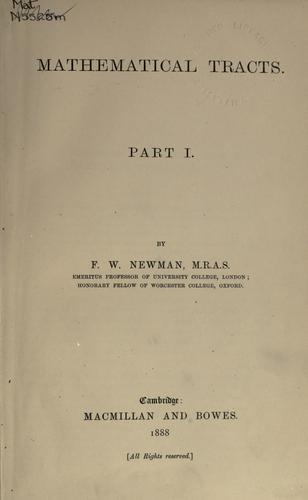 Mat
MATHEMATICAL TRACTS.
PART I.
BY
F. W. NEWMAN, M.R.A.S.
EMERITUS PROFESSOR OF UNIVERSITY COLLEGE, LONDON;
HONORARY FELLOW OF WORCESTER COLLEGE, OXFORD.
Cambridge:
MACMILLAN AND BOWES.
1888
[All Rights reserved.]